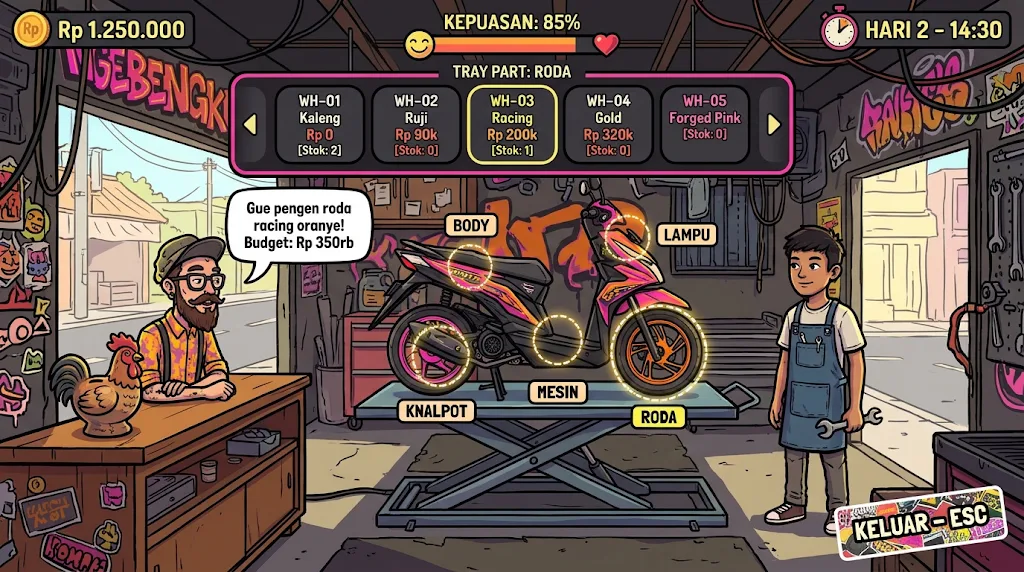 Rp
Rp 1.250.000
KEPUASAN: 85%
HARI 2 - 14:30
TRAY PART: RODA
WH-01
Kaleng
Rp 0
[Stok: 2]
WH-02
Ruji
Rp 90k
[Stok: 0]
WH-03
Racing
Rp 200k
[Stok: 1]
WH-04
Gold
Rp 320k
[Stok: 0]
WH-05
Forged Pink
[Stok: 0]
NGEBENGK
Gue pengen roda
racing oranye!
Budget: Rp 350rb
BODY
LAMPU
KNALPOT
MESIN
RODA
KELUAR - ESC